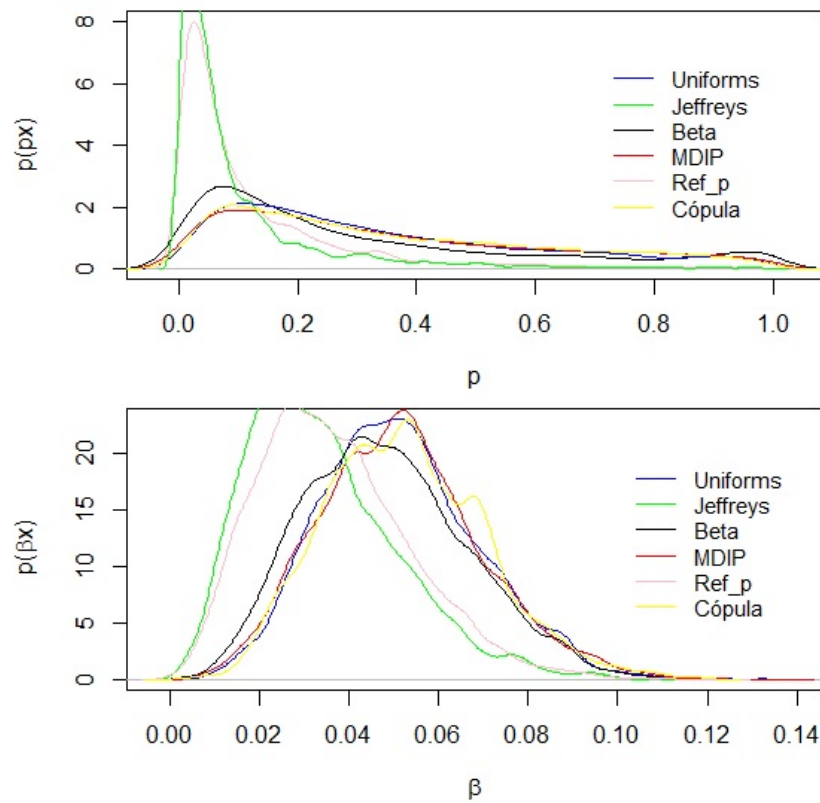 p(px)
8
6
4
2
0
Uniforms
Jeffreys
Beta
MDIP
Ref_p
Cópula
0.0 0.2 0.4 0.6 0.8 1.0
p
p(βx)
20
15
10
5
0
Uniforms
Jeffreys
Beta
MDIP
Ref_p
Cópula
0.00 0.02 0.04 0.06 0.08 0.10 0.12 0.14
β